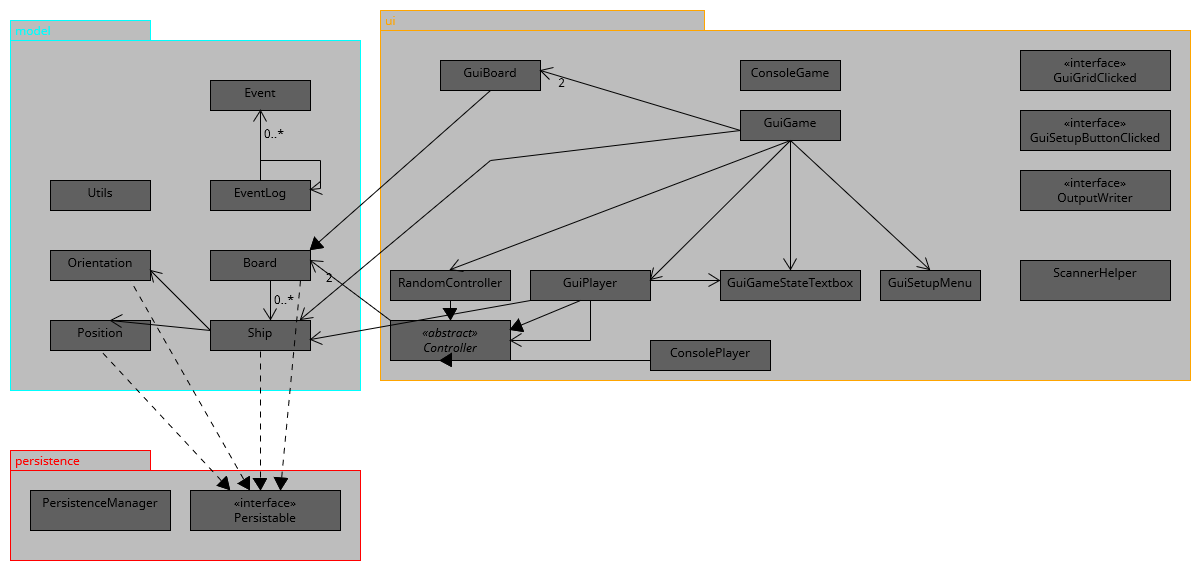 model
ui
Event
0..*
Utils
EventLog
Orientation
Board
2
0..*
Position
Ship
GuiBoard
2
ConsoleGame
GuiGame
«interface»
GuiGridClicked
«interface»
GuiSetupButtonClicked
«interface»
OutputWriter
RandomController
GuiPlayer
GuiGameStateTextbox
GuiSetupMenu
ScannerHelper
«abstract»
Controller
ConsolePlayer
persistence
PersistenceManager
«interface»
Persistable